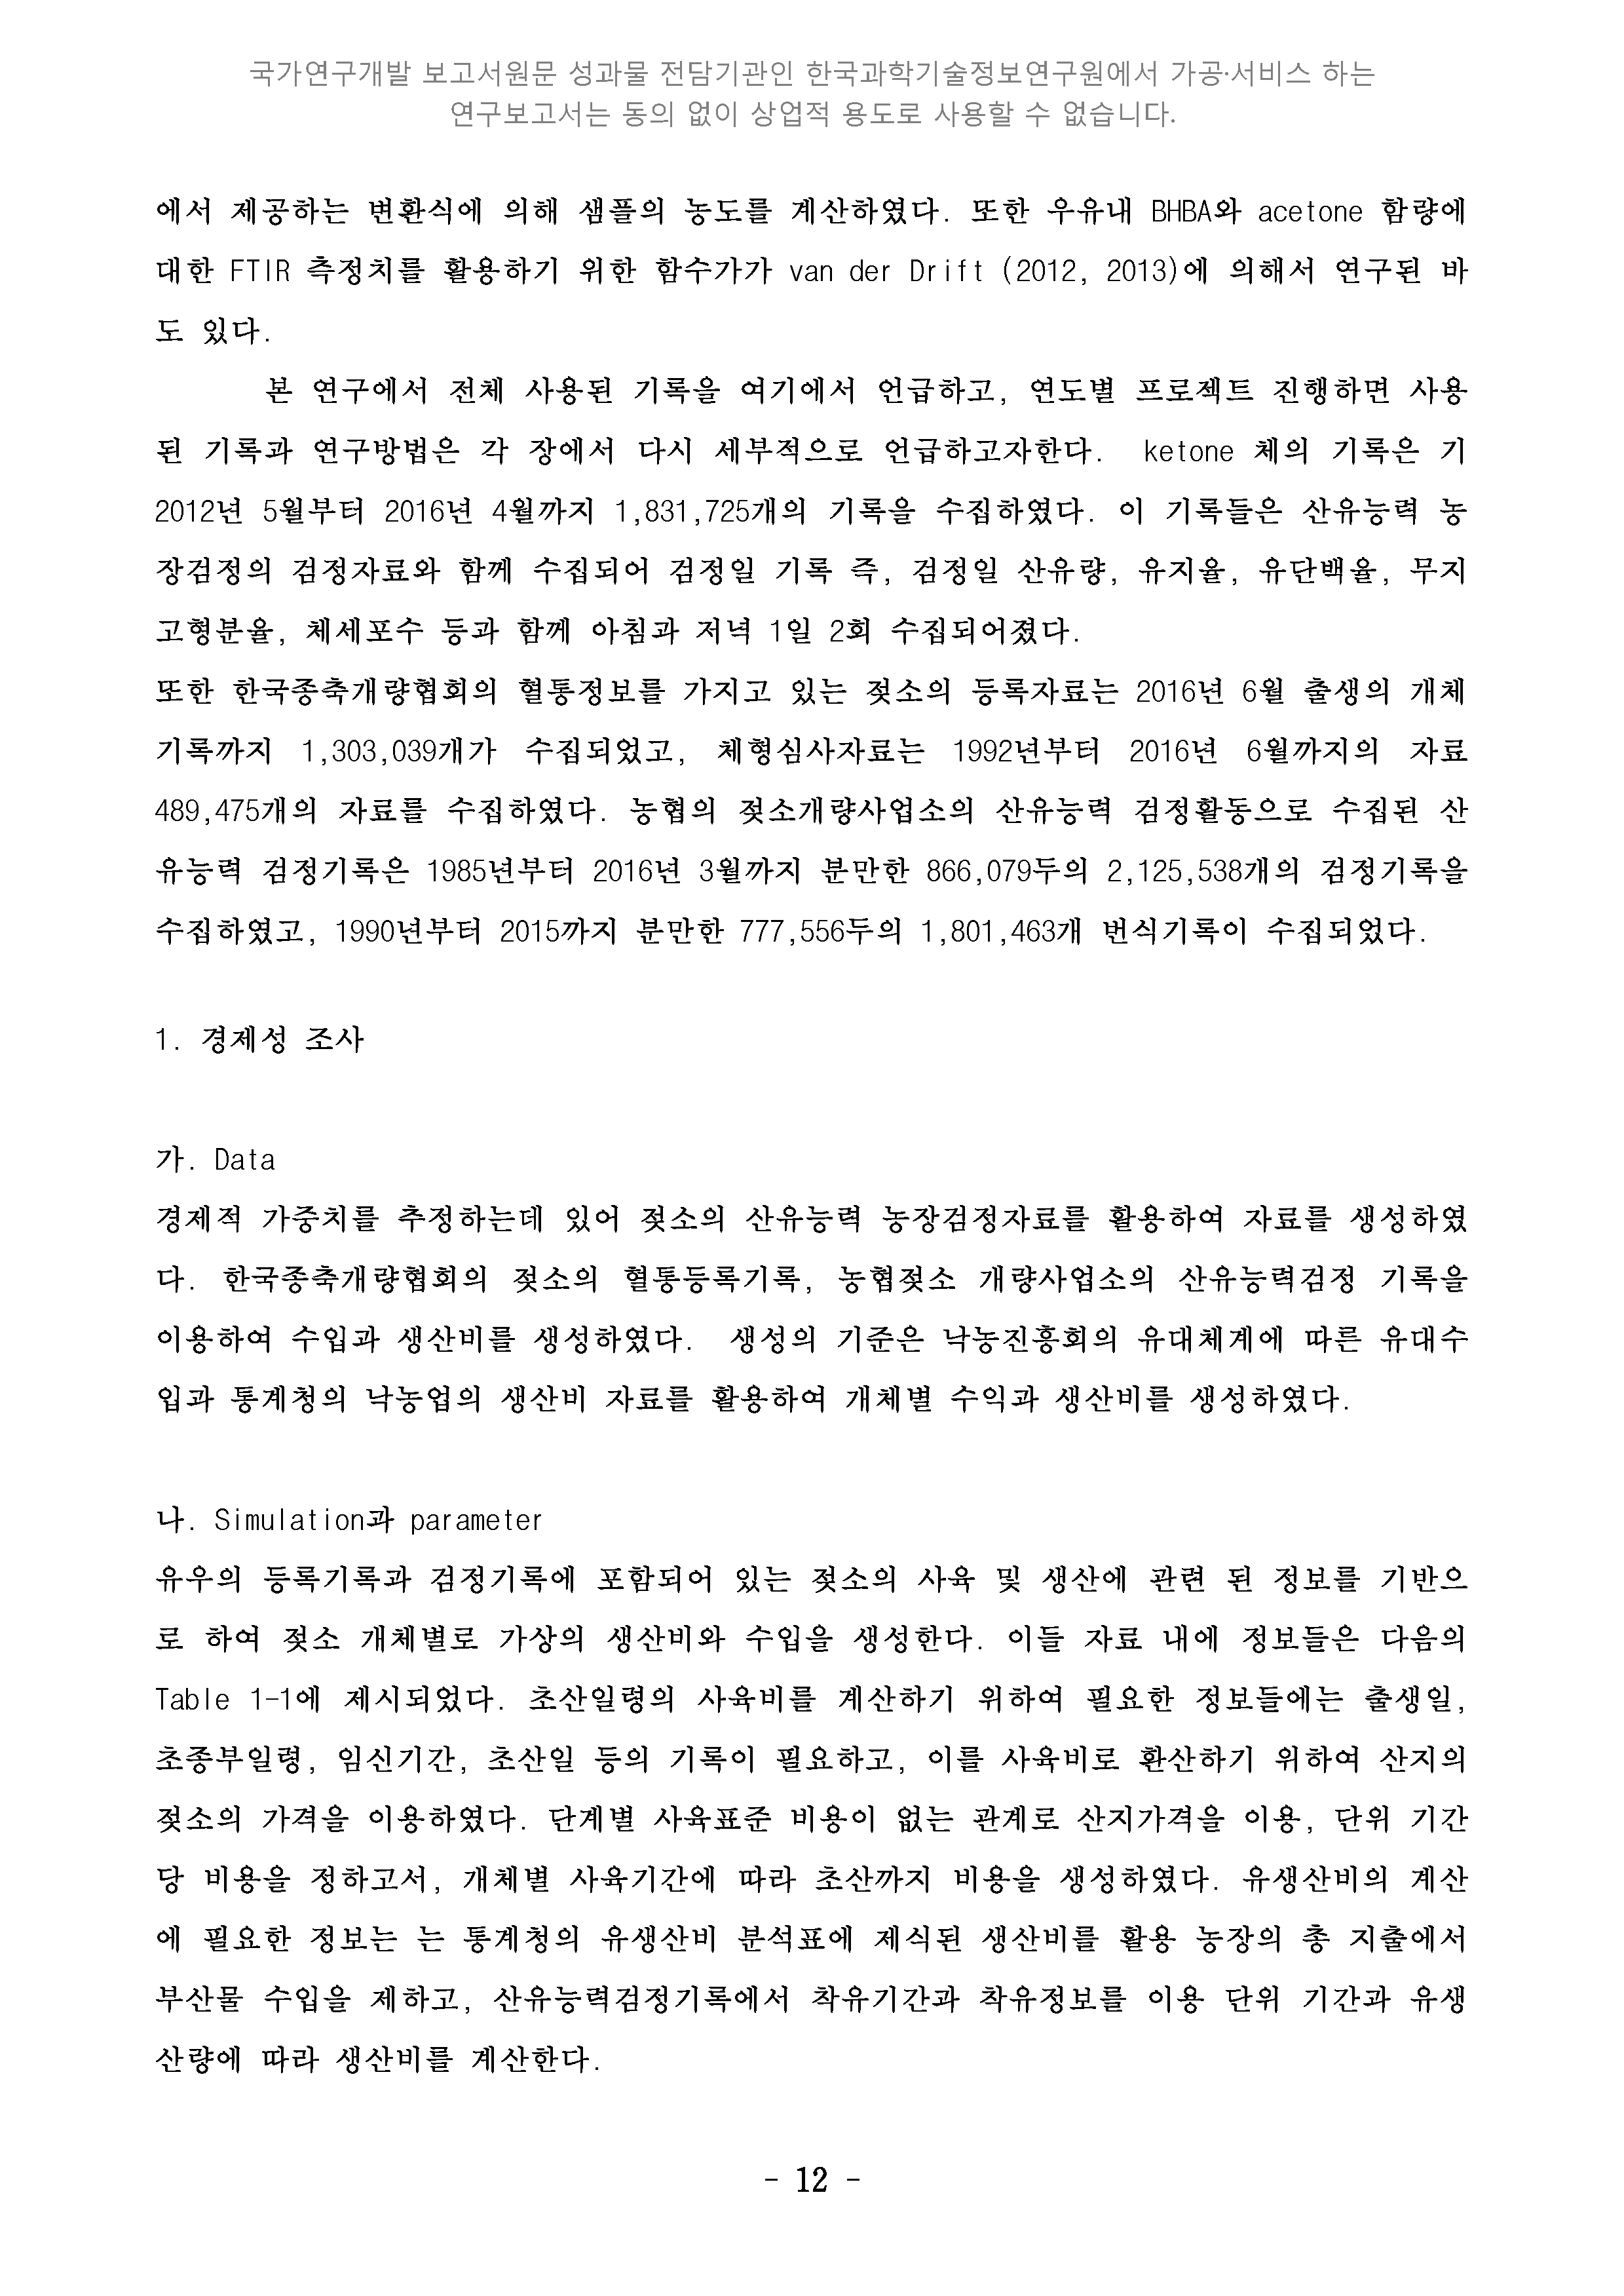 국가연구개발 보고서원문 성과물 전담기관인 한국과학기술정보연구원에서 가공·서비스 하는
연구보고서는 동의 없이 상업적 용도로 사용할 수 없습니다.
에서 제공하는 변환식에 의해 샘플의 농도를 계산하였다. 또한 우유내 BHBA와 acetone 함량에
대한 FTIR 측정치를 활용하기 위한 함수가가 van der Drift (2012, 2013)에 의해서 연구된 바
도 있다.
본 연구에서 전체 사용된 기록을 여기에서 언급하고, 연도별 프로젝트 진행하면 사용
된 기록과 연구방법은 각 장에서 다시 세부적으로 언급하고자한다. ketone 체의 기록은 기
2012년 5월부터 2016년 4월까지 1,831,725개의 기록을 수집하였다. 이 기록들은 산유능력 농
장검정의 검정자료와 함께 수집되어 검정일 기록 즉, 검정일 산유량, 유지율, 유단백율, 무지
고형분율, 체세포수 등과 함께 아침과 저녁 1일 2회 수집되어졌다.
또한 한국종축개량협회의 혈통정보를 가지고 있는 젖소의 등록자료는 2016년 6월 출생의 개체
기록까지 1,303,039개가 수집되었고, 체형심사자료는 1992년부터 2016년 6월까지의 자료
489,475개의 자료를 수집하였다. 농협의 젖소개량사업소의 산유능력 검정활동으로 수집된 산
유능력 검정기록은 1985년부터 2016년 3월까지 분만한 866,079두의 2,125,538개의 검정기록을
수집하였고, 1990년부터 2015까지 분만한 777,556두의 1,801,463개 번식기록이 수집되었다.
1. 경제성 조사
가. Data
경제적 가중치를 추정하는데 있어 젖소의 산유능력 농장검정자료를 활용하여 자료를 생성하였
다. 한국종축개량협회의 젖소의 혈통등록기록, 농협젖소 개량사업소의 산유능력검정 기록을
이용하여 수입과 생산비를 생성하였다. 생성의 기준은 낙농진흥회의 유대체계에 따른 유대수
입과 통계청의 낙농업의 생산비 자료를 활용하여 개체별 수익과 생산비를 생성하였다.
나. Simulation과 parameter
유우의 등록기록과 검정기록에 포함되어 있는 젖소의 사육 및 생산에 관련 된 정보를 기반으
로 하여 젖소 개체별로 가상의 생산비와 수입을 생성한다. 이들 자료 내에 정보들은 다음의
Table 1-1에 제시되었다. 초산일령의 사육비를 계산하기 위하여 필요한 정보들에는 출생일,
초종부일령, 임신기간, 초산일 등의 기록이 필요하고, 이를 사육비로 환산하기 위하여 산지의
젖소의 가격을 이용하였다. 단계별 사육표준 비용이 없는 관계로 산지가격을 이용, 단위 기간
당 비용을 정하고서, 개체별 사육기간에 따라 초산까지 비용을 생성하였다. 유생산비의 계산
에 필요한 정보는 는 통계청의 유생산비 분석표에 제식된 생산비를 활용 농장의 총 지출에서
부산물 수입을 제하고, 산유능력검정기록에서 착유기간과 착유정보를 이용 단위 기간과 유생
산량에 따라 생산비를 계산한다.
- 12 -